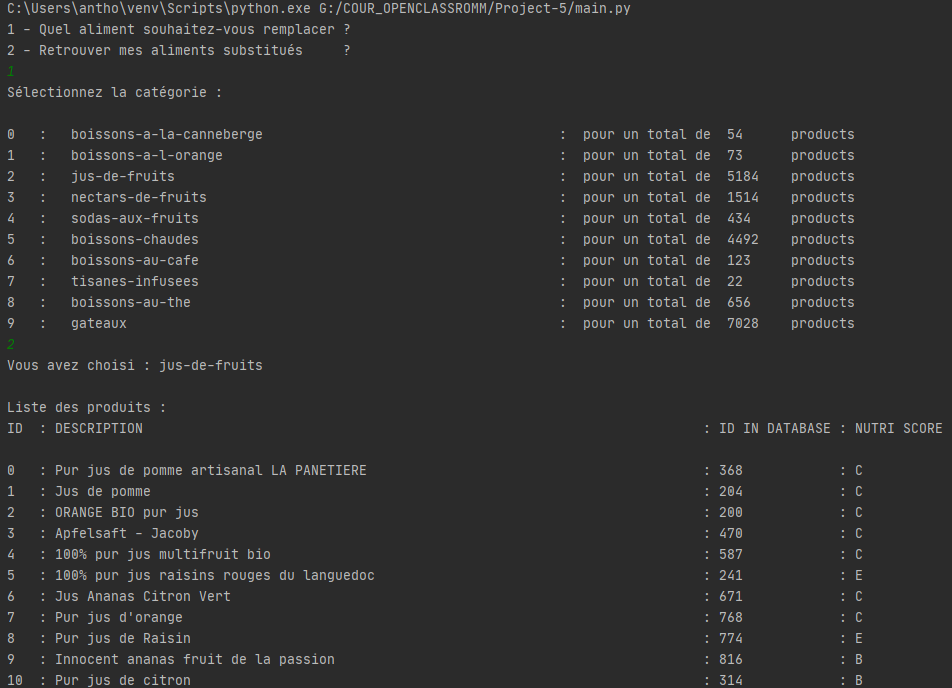 C:\Users\antho\venv\Scripts\python.exe G:/COUR_OPENCLASSROMM/Project-5/main.py
1 - Quel aliment souhaitez-vous remplacer ?
2 - Retrouver mes aliments substitués     ?
1
Sélectionnez la catégorie :
0   :   boissons-a-la-canneberge   :  pour un total de  54   products
1   :   boissons-a-l-orange   :  pour un total de  73   products
2   :   jus-de-fruits   :  pour un total de  5184   products
3   :   nectars-de-fruits   :  pour un total de  1514   products
4   :   sodas-aux-fruits   :  pour un total de  434   products
5   :   boissons-chaudes   :  pour un total de  4492   products
6   :   boissons-au-cafe   :  pour un total de  123   products
7   :   tisanes-infusees   :  pour un total de  22   products
8   :   boissons-au-the   :  pour un total de  656   products
9   :   gateaux   :  pour un total de  7028   products
2
Vous avez choisi : jus-de-fruits
Liste des produits :
ID  : DESCRIPTION   : ID IN DATABASE : NUTRI SCORE
0   : Pur jus de pomme artisanal LA PANETIERE   : 368   : C
1   : Jus de pomme   : 204   : C
2   : ORANGE BIO pur jus   : 200   : C
3   : Apfelsaft - Jacoby   : 470   : C
4   : 100% pur jus multifruit bio   : 587   : C
5   : 100% pur jus raisins rouges du languedoc   : 241   : E
6   : Jus Ananas Citron Vert   : 671   : C
7   : Pur jus d'orange   : 768   : C
8   : Pur jus de Raisin   : 774   : E
9   : Innocent ananas fruit de la passion   : 816   : B
10  : Pur jus de citron   : 314   : B